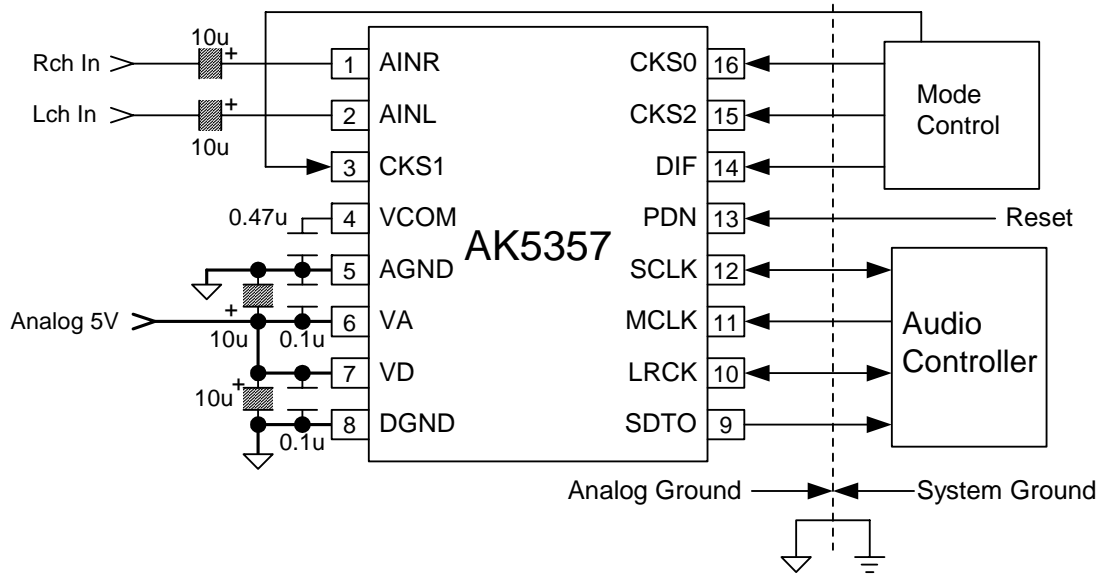 10u
+
Rch In
1 AINR
CKS0 16
Mode
Control
+
Lch In
10u
2 AINL
CKS2 15
3 CKS1
DIF 14
0.47u
4 VCOM
PDN 13
Reset
AK5357
5 AGND
SCLK 12
Analog 5V
+
10u
0.1u
6 VA
MCLK 11
Audio
Controller
7 VD
LRCK 10
10u
+
0.1u
8 DGND
SDTO 9
Analog Ground
System Ground